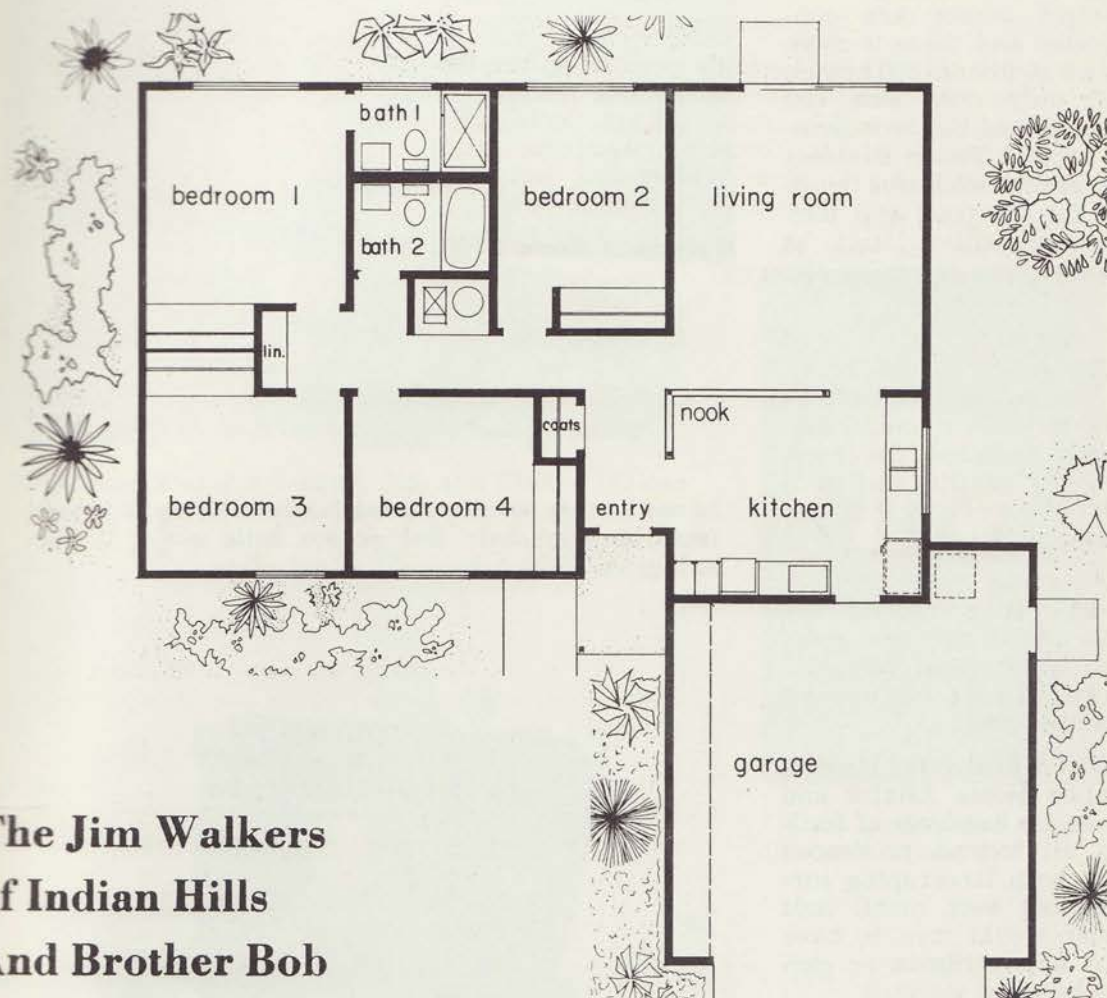 bath 1
bedroom 1
bedroom 2
living room
bath 2
lin.
nook
coats
bedroom 3
bedroom 4
entry
kitchen
garage
The Jim Walkers
f Indian Hills
And Brother Bob